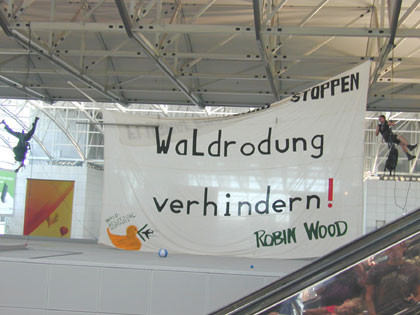 STOPPEN
Waldrodung
verhindern!
ROBIN WOOD